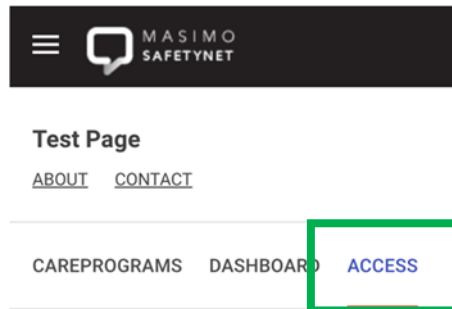 MASIMO
SAFETYNET
Test Page
ABOUT CONTACT
CAREPROGRAMS DASHBOARD ACCESS